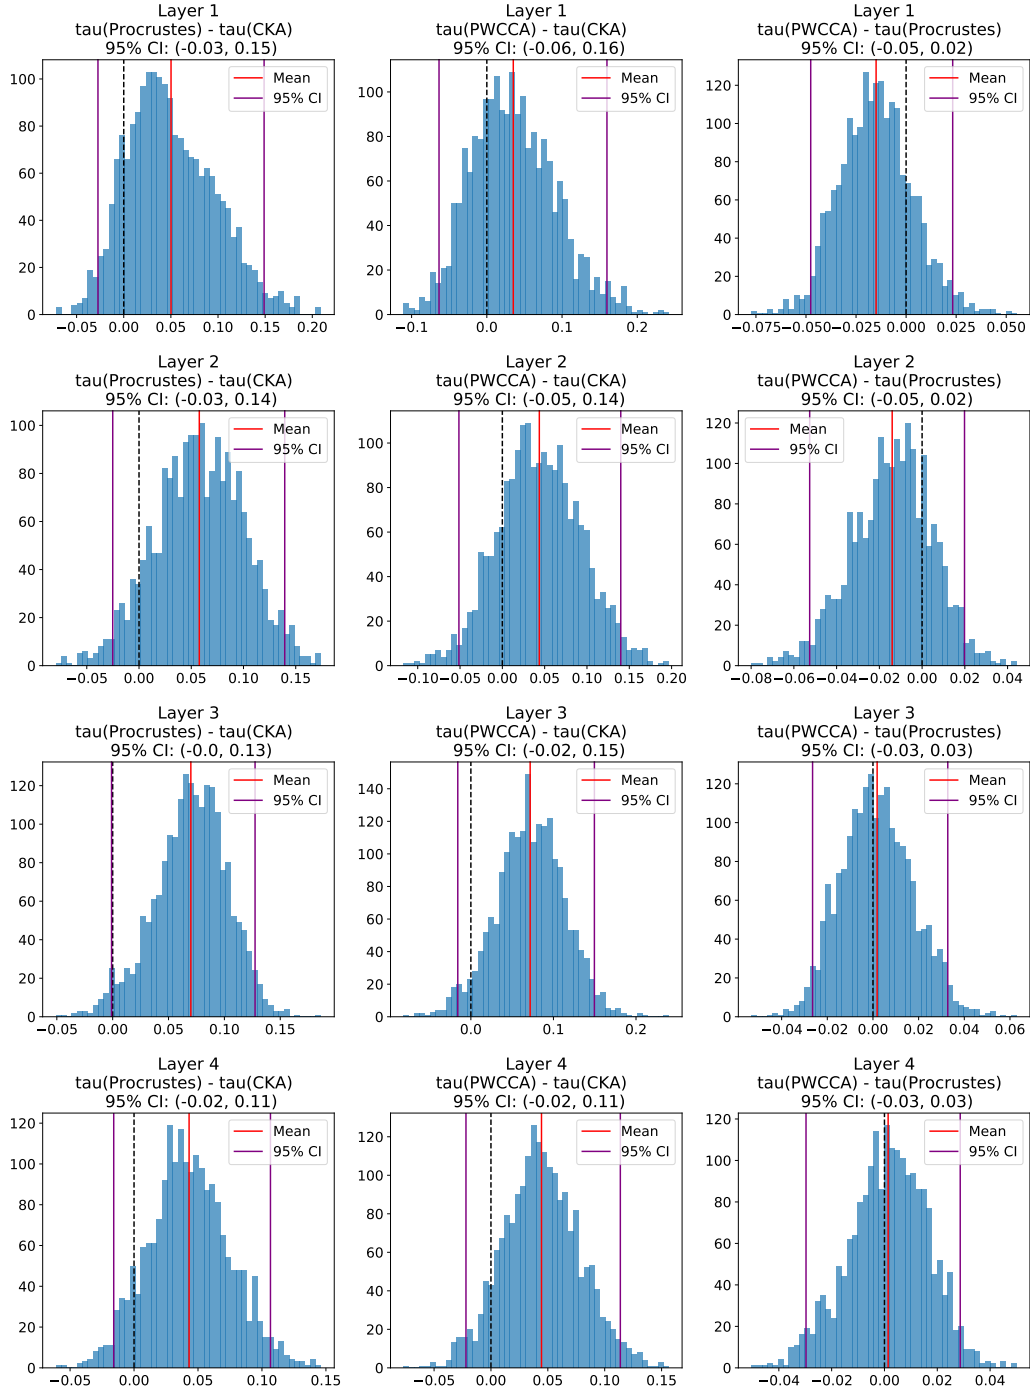 Layer 1
tau(Procrustes) - tau(CKA)
95% CI: (-0.03, 0.15)
Mean
95% CI
0
20
40
60
80
100
−0.05
0.00
0.05
0.10
0.15
0.20
Layer 1
tau(PWCCA) - tau(CKA)
95% CI: (-0.06, 0.16)
Mean
95% CI
0
20
40
60
80
100
−0.1
0.0
0.1
0.2
Layer 1
tau(PWCCA) - tau(Procrustes)
95% CI: (-0.05, 0.02)
Mean
95% CI
0
20
40
60
80
100
120
−0.075
−0.050
−0.025
0.000
0.025
0.050
Layer 2
tau(Procrustes) - tau(CKA)
95% CI: (-0.03, 0.14)
Mean
95% CI
0
20
40
60
80
100
−0.05
0.00
0.05
0.10
0.15
Layer 2
tau(PWCCA) - tau(CKA)
95% CI: (-0.05, 0.14)
Mean
95% CI
0
20
40
60
80
100
−0.10
−0.05
0.00
0.05
0.10
0.15
0.20
Layer 2
tau(PWCCA) - tau(Procrustes)
95% CI: (-0.05, 0.02)
Mean
95% CI
0
20
40
60
80
100
120
−0.08
−0.06
−0.04
−0.02
0.00
0.02
0.04
Layer 3
tau(Procrustes) - tau(CKA)
95% CI: (-0.0, 0.13)
Mean
95% CI
0
20
40
60
80
100
120
−0.05
0.00
0.05
0.10
0.15
Layer 3
tau(PWCCA) - tau(CKA)
95% CI: (-0.02, 0.15)
Mean
95% CI
0
20
40
60
80
100
120
140
0.0
0.1
0.2
Layer 3
tau(PWCCA) - tau(Procrustes)
95% CI: (-0.03, 0.03)
Mean
95% CI
0
20
40
60
80
100
120
−0.04
−0.02
0.00
0.02
0.04
0.06
Layer 4
tau(Procrustes) - tau(CKA)
95% CI: (-0.02, 0.11)
Mean
95% CI
0
20
40
60
80
100
120
−0.05
0.00
0.05
0.10
0.15
Layer 4
tau(PWCCA) - tau(CKA)
95% CI: (-0.02, 0.11)
Mean
95% CI
0
20
40
60
80
100
120
−0.05
0.00
0.05
0.10
0.15
Layer 4
tau(PWCCA) - tau(Procrustes)
95% CI: (-0.03, 0.03)
Mean
95% CI
0
20
40
60
80
100
120
−0.04
−0.02
0.00
0.02
0.04